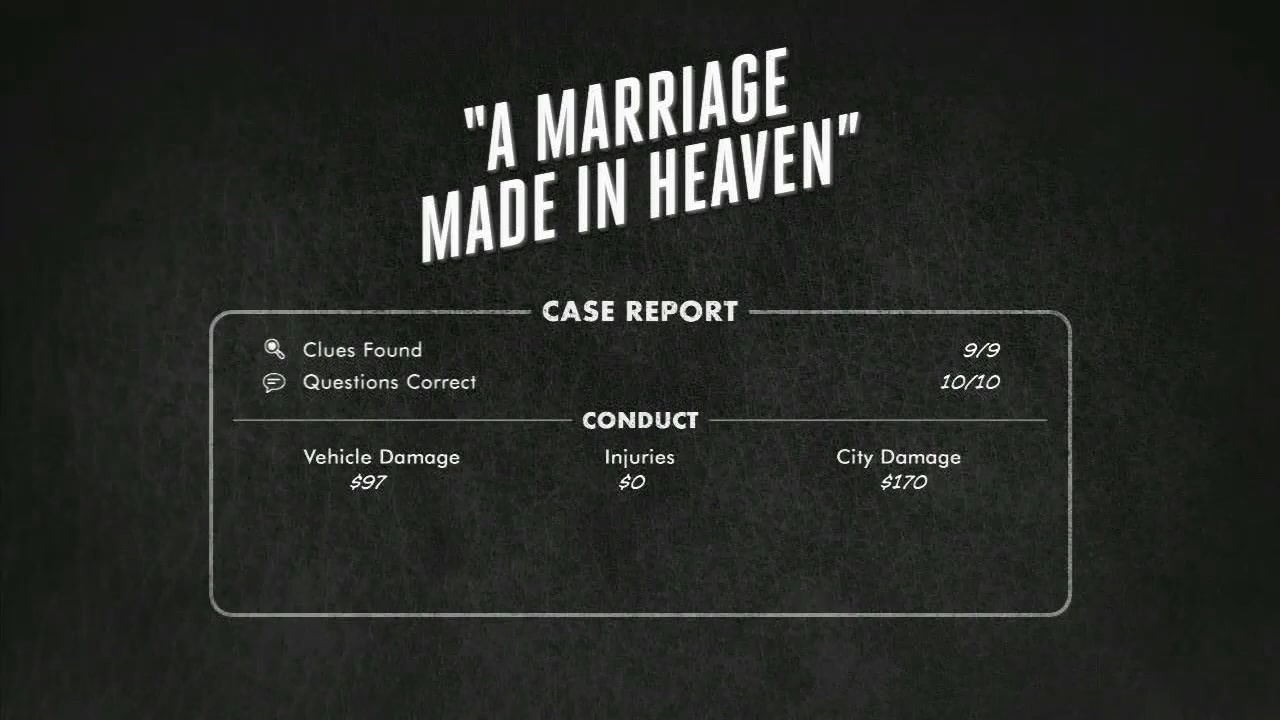 "A MARRIAGE
MADE IN HEAVEN"
CASE REPORT
Clues Found 9/9
Questions Correct 10/10
CONDUCT
Vehicle Damage Injuries City Damage
$97 $0 $170